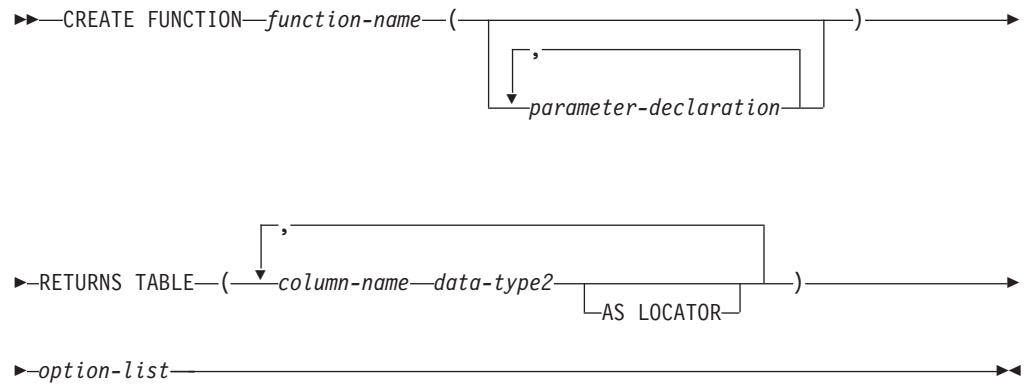 CREATE FUNCTION function-name ( )
,
parameter-declaration
,
RETURNS TABLE ( column-name data-type2 )
AS LOCATOR
option-list